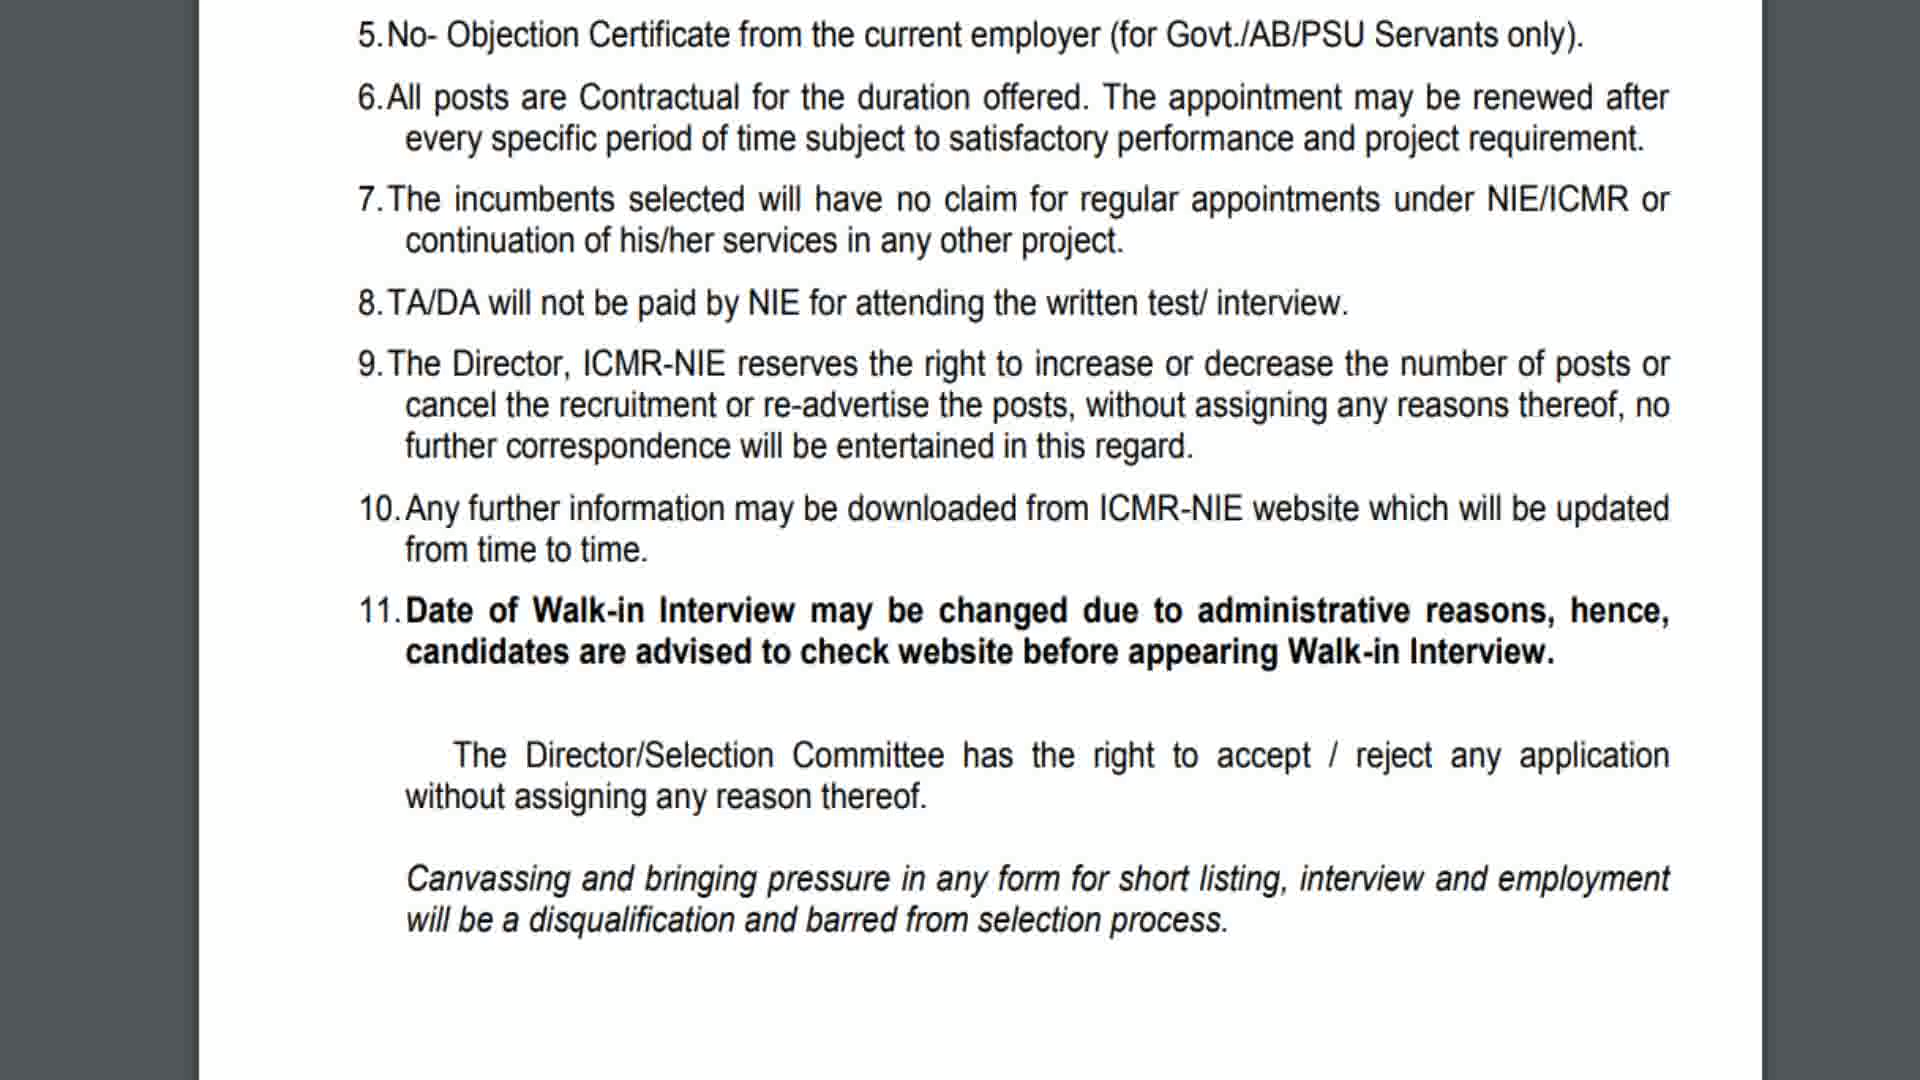 5.No- Objection Certificate from the current employer (for Govt./AB/PSU Servants only).
6.All posts are Contractual for the duration offered. The appointment may be renewed after
every specific period of time subject to satisfactory performance and project requirement.
7.The incumbents selected will have no claim for regular appointments under NIE/ICMR or
continuation of his/her services in any other project.
8.TA/DA will not be paid by NIE for attending the written test/ interview.
9.The Director, ICMR-NIE reserves the right to increase or decrease the number of posts or
cancel the recruitment or re-advertise the posts, without assigning any reasons thereof, no
further correspondence will be entertained in this regard.
10.Any further information may be downloaded from ICMR-NIE website which will be updated
from time to time.
11.Date of Walk-in Interview may be changed due to administrative reasons, hence,
candidates are advised to check website before appearing Walk-in Interview.
The Director/Selection Committee has the right to accept / reject any application
without assigning any reason thereof.
Canvassing and bringing pressure in any form for short listing, interview and employment
will be a disqualification and barred from selection process.